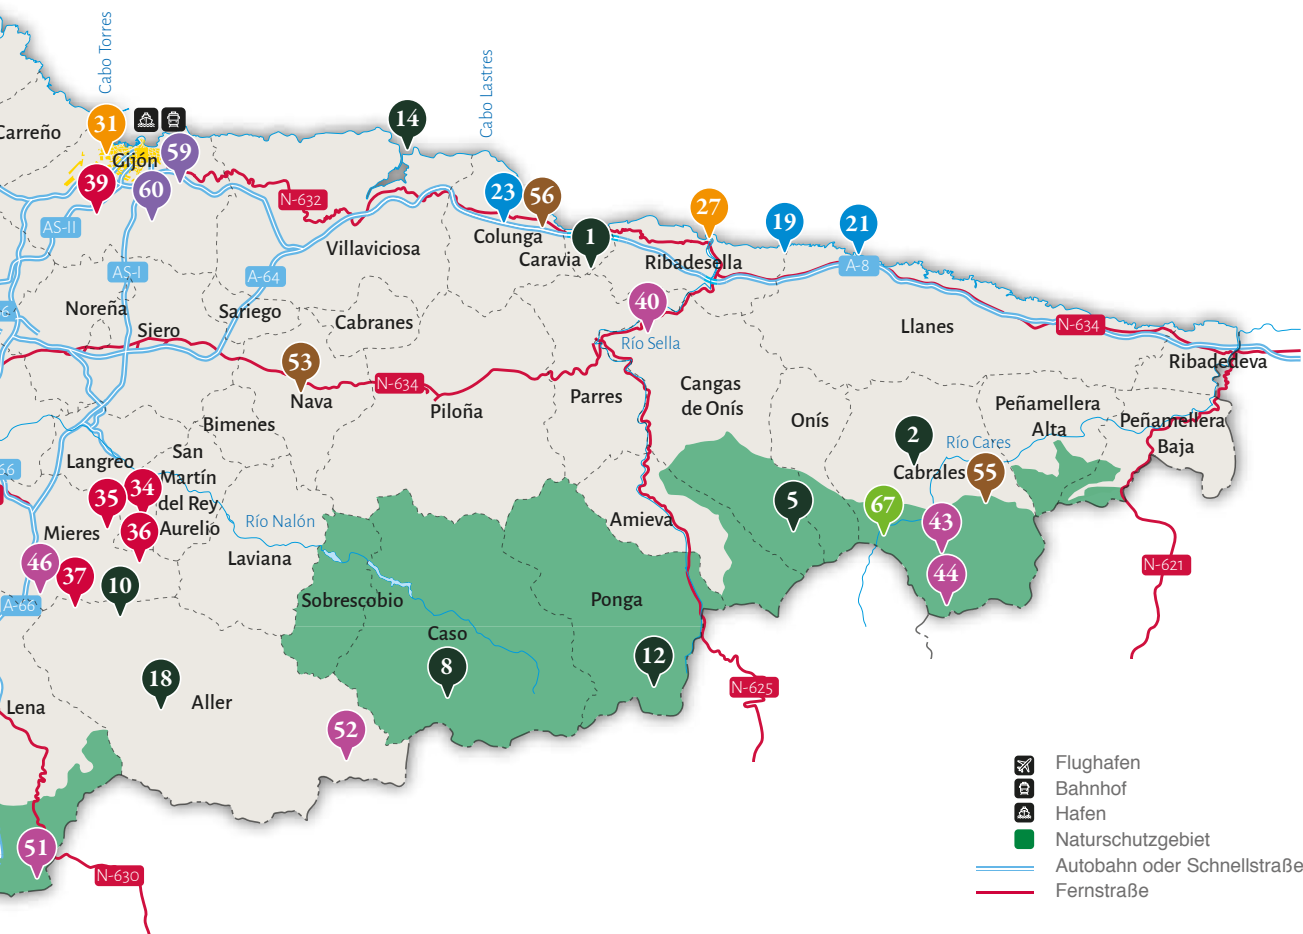 Cabo Torres
Cabo Lastres
Carreño
31
Gijón
59
14
39
60
N-632
23
56
27
19
21
AS-II
Villaviciosa
Colunga
1
Caravia
Ribadesella
A-8
AS-I
A-64
Noreña
Sariego
Siero
Cabranes
40
Río Sella
Llanes
N-634
Ribadedeva
53
Nava
N-634
Piloña
Parres
Cangas
de Onís
Onís
Peñamellera
Alta
Peñamellera
Baja
Bimenes
2
Río Cares
Cabrales
55
66
Langreo
San
Martín
del Rey
Aurelio
35
34
36
Mieres
Río Nalón
Laviana
Amieva
5
67
43
44
N-621
46
37
10
A-66
Sobrescobio
Caso
8
Ponga
12
18
Aller
Lena
52
N-625
51
N-630
Flughafen
Bahnhof
Hafen
Naturschutzgebiet
Autobahn oder Schnellstraße
Fernstraße